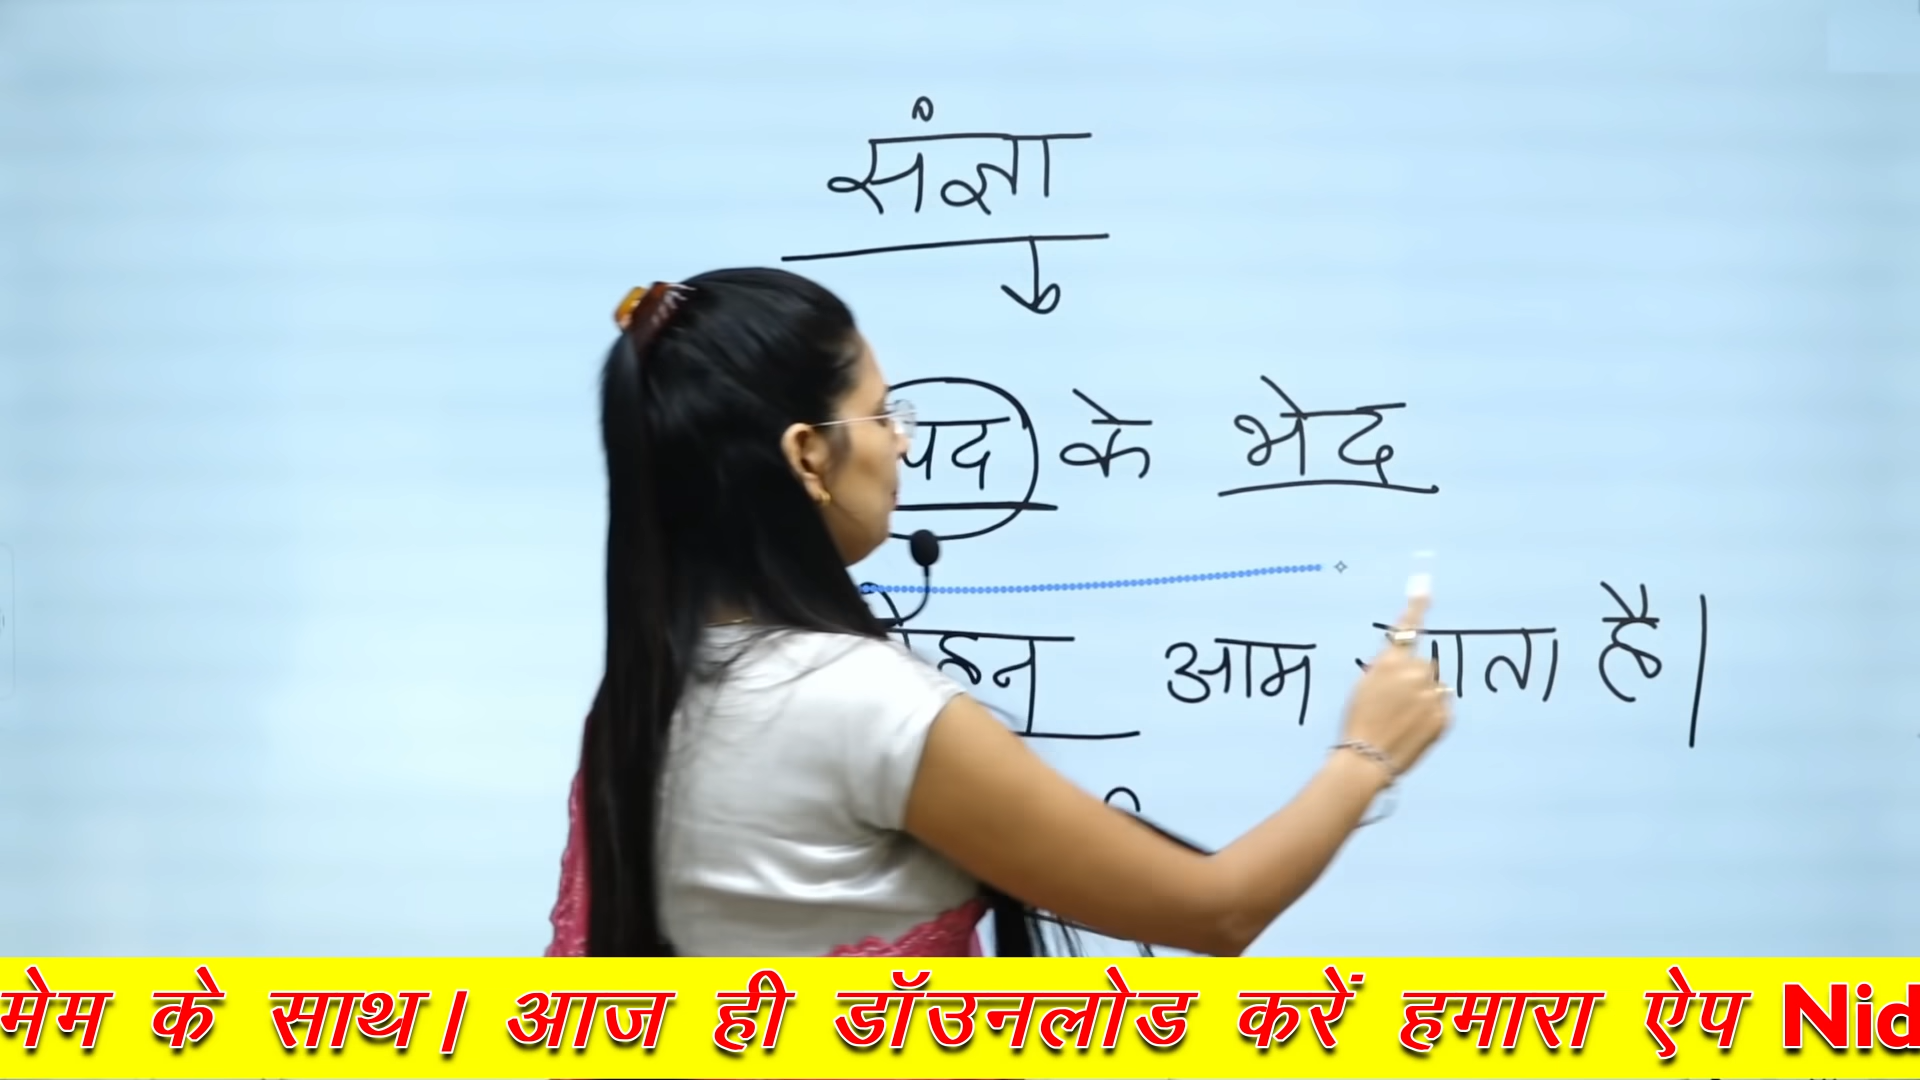 संज्ञा
पद के भेद
आम है।
मेम के साथ। आज ही डॉउनलोड करें हमारा ऐप Nid